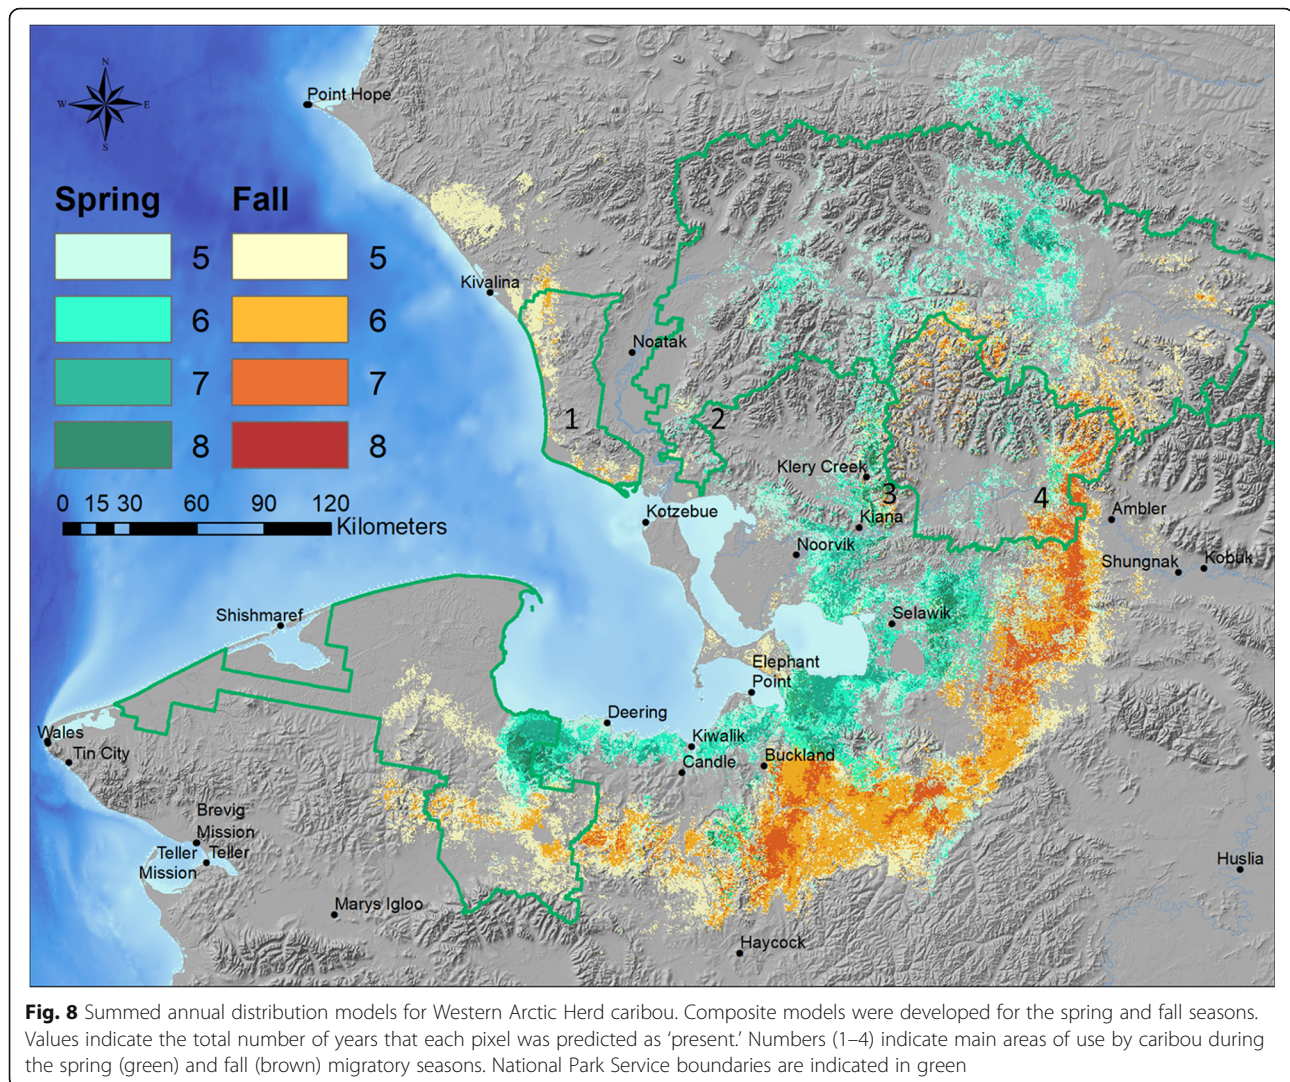 N
W
E
S
Point Hope
Spring
Fall
5
5
6
6
7
7
8
8
0 15 30 60 90 120
Kilometers
Kivalina
Noatak
1
2
Klery Creek
3
4
Kiana
Kotzebue
Ambler
Noorvik
Shungnak
Kobuk
Shishmaref
Selawik
Elephant
Point
Deering
Wales
Kiwalik
Tin City
Candle
Buckland
Brevig
Mission
Teller
Mission
Teller
Huslia
Marys Igloo
Haycock
Fig. 8 Summed annual distribution models for Western Arctic Herd caribou. Composite models were developed for the spring and fall seasons.
Values indicate the total number of years that each pixel was predicted as ‘present.’ Numbers (1–4) indicate main areas of use by caribou during
the spring (green) and fall (brown) migratory seasons. National Park Service boundaries are indicated in green